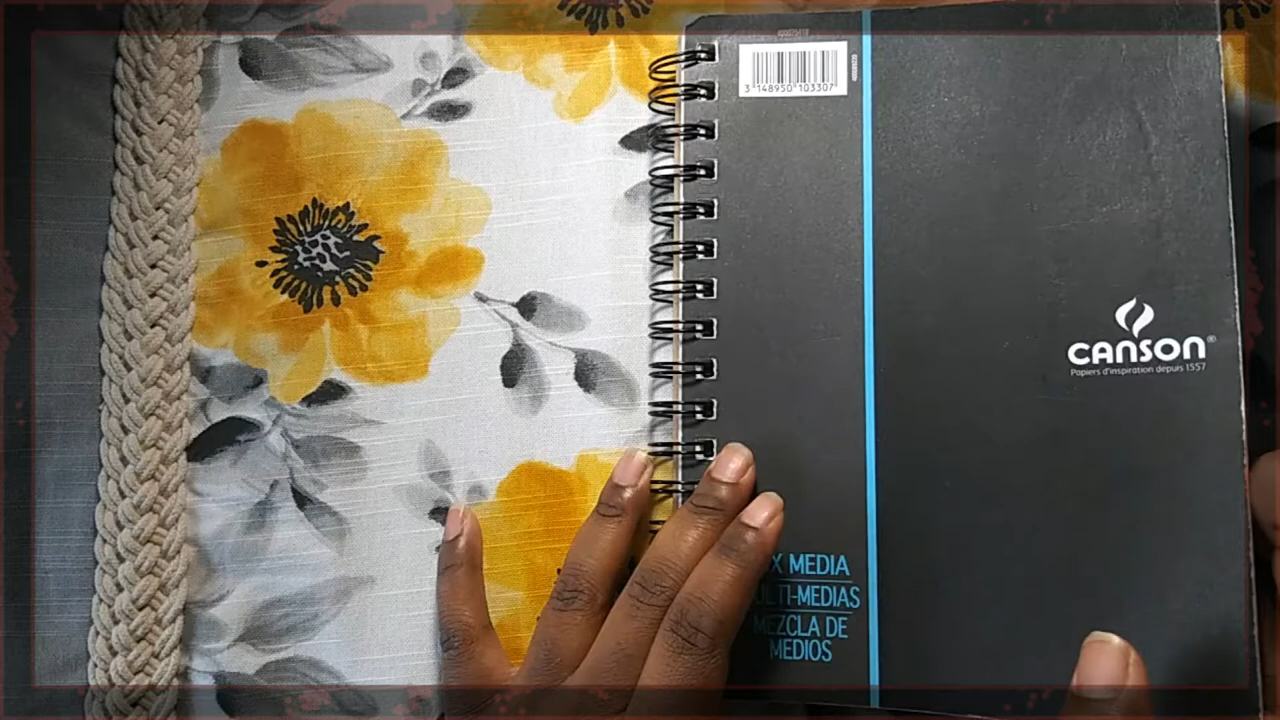 3 148950 103307
CANSON®
Papiers d'inspiration depuis 1557
X MEDIA
LTI-MEDIAS
MEZCLA DE
MEDIOS